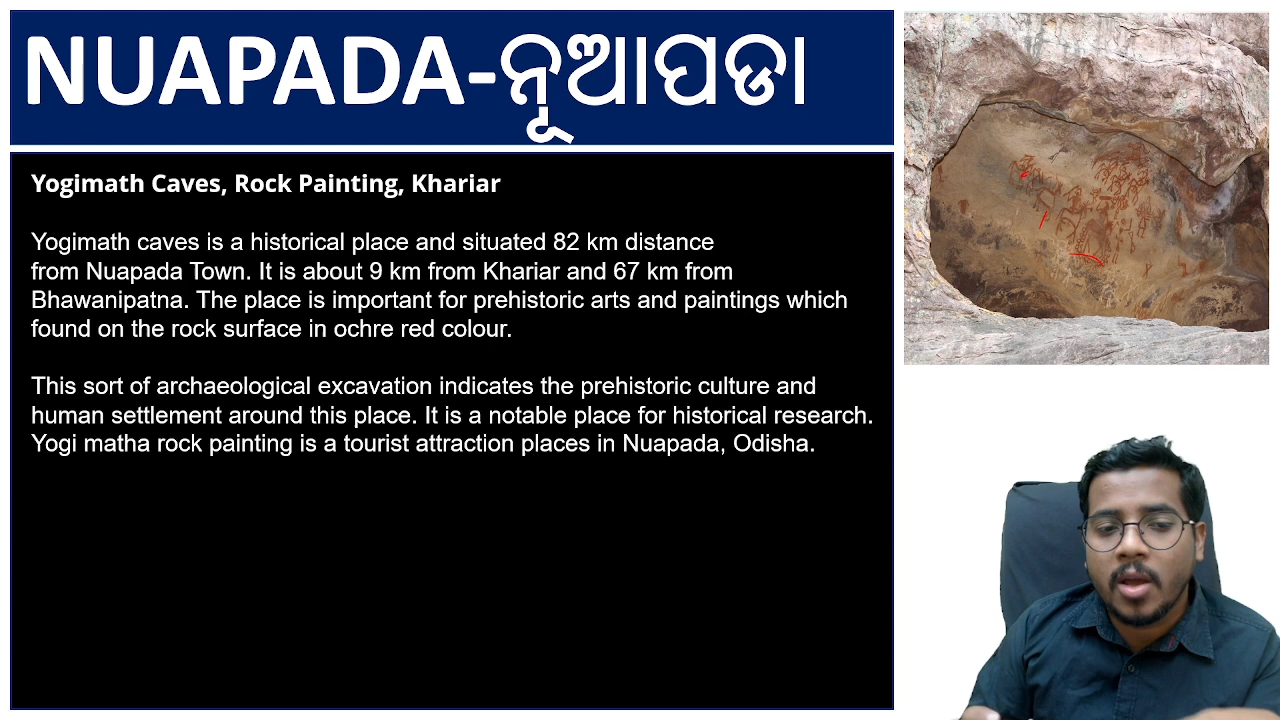 NUAPADA-ନୂଆପଡା
Yogimath Caves, Rock Painting, Khariar
Yogimath caves is a historical place and situated 82 km distance
from Nuapada Town. It is about 9 km from Khariar and 67 km from
Bhawanipatna. The place is important for prehistoric arts and paintings which
found on the rock surface in ochre red colour.
This sort of archaeological excavation indicates the prehistoric culture and
human settlement around this place. It is a notable place for historical research.
Yogi matha rock painting is a tourist attraction places in Nuapada, Odisha.